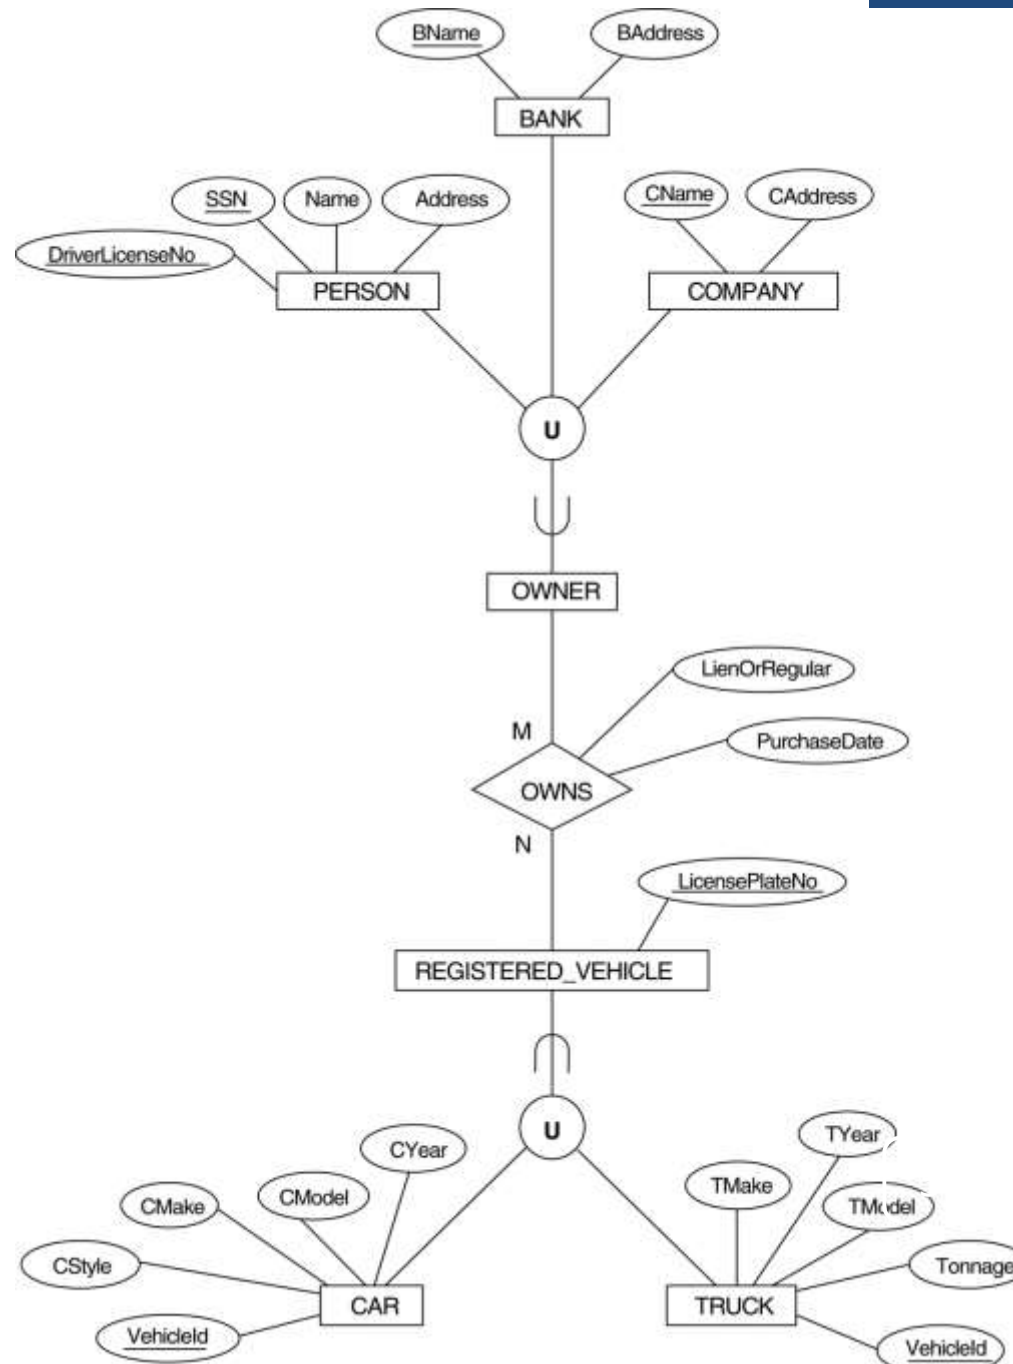 BName
BAddress
BANK
SSN
Name
Address
CName
CAddress
DriverLicenseNo
PERSON
COMPANY
U
OWNER
LienOrRegular
M
PurchaseDate
OWNS
N
LicensePlateNo
REGISTERED_VEHICLE
U
TYear
CYear
TMake
CModel
CMake
TModel
CStyle
Tonnage
CAR
TRUCK
VehicleId
VehicleId